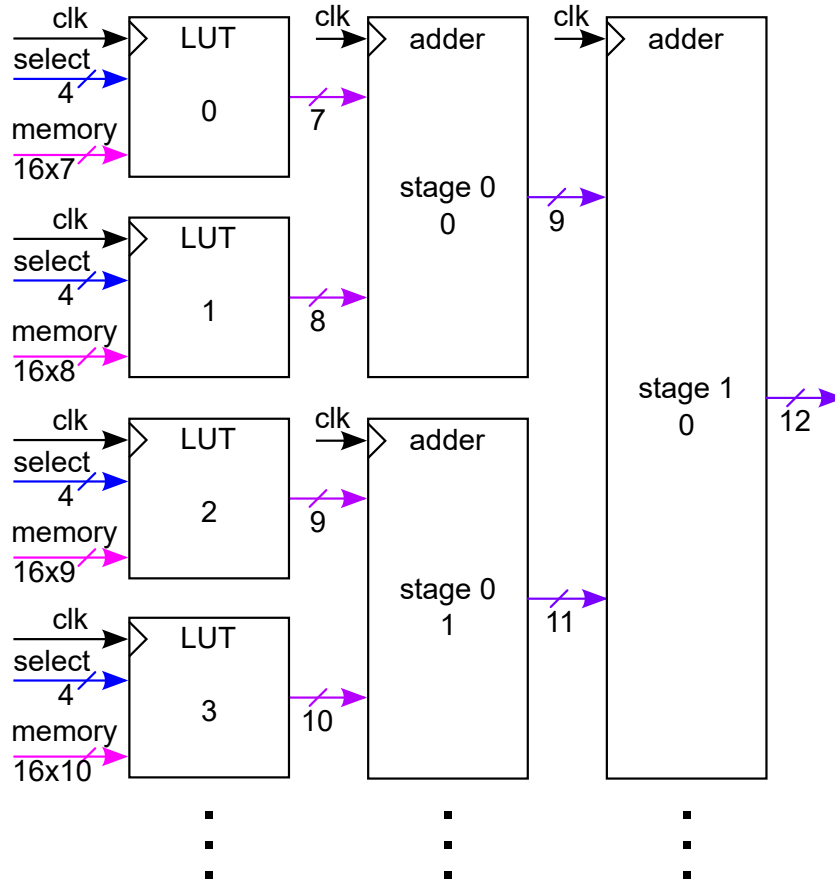 clk
select
4
memory
16x7
LUT
0
7
clk
adder
stage 0
0
9
clk
adder
stage 1
0
12
clk
select
4
memory
16x8
LUT
1
8
clk
select
4
memory
16x9
LUT
2
9
clk
adder
stage 0
1
11
clk
select
4
memory
16x10
LUT
3
10